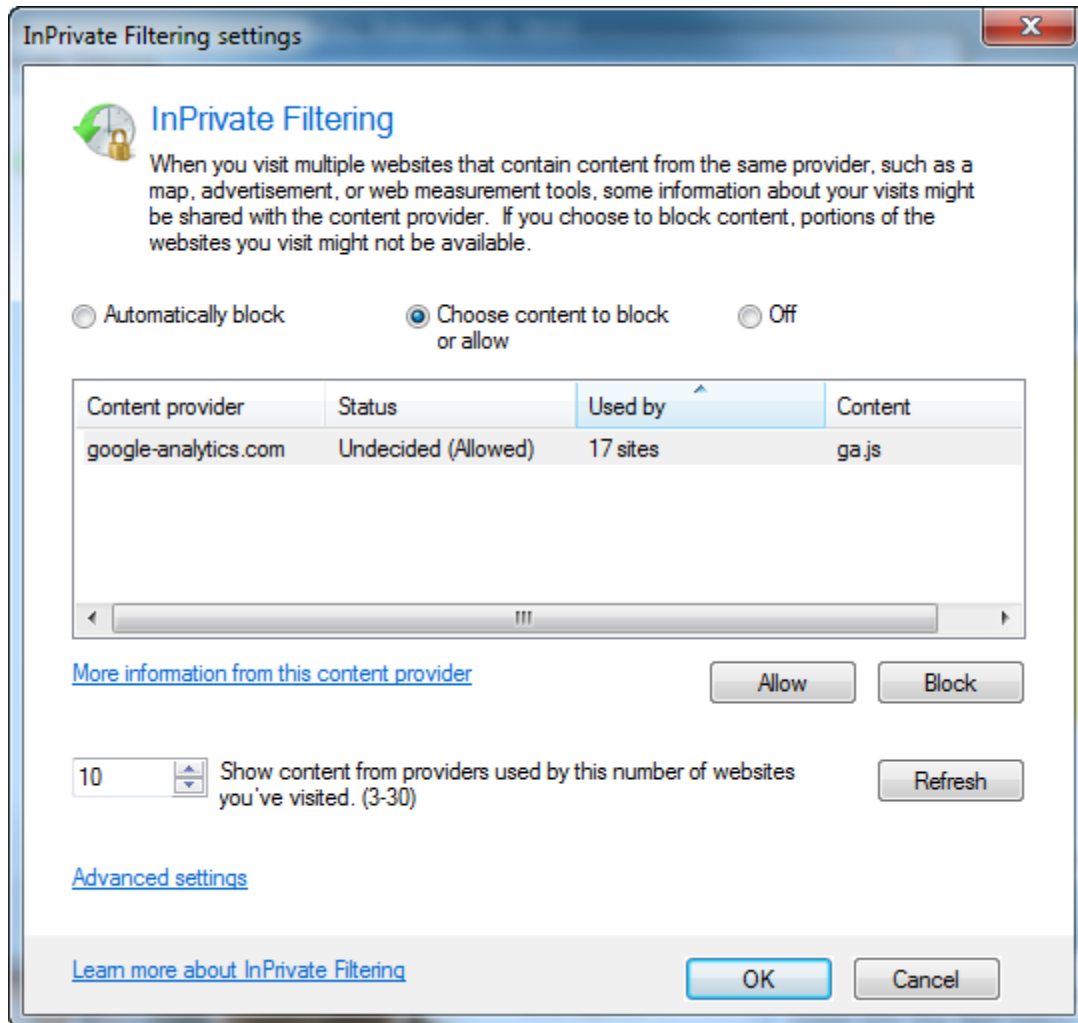 InPrivate Filtering settings
InPrivate Filtering
When you visit multiple websites that contain content from the same provider, such as a
map, advertisement, or web measurement tools, some information about your visits might
be shared with the content provider.  If you choose to block content, portions of the
websites you visit might not be available.
Automatically block
Choose content to block
or allow
Off
Content provider Status Used by Content
google-analytics.com Undecided (Allowed) 17 sites ga.js
More information from this content provider
Allow Block
10
Show content from providers used by this number of websites
you've visited. (3-30)
Refresh
Advanced settings
Learn more about InPrivate Filtering
OK Cancel